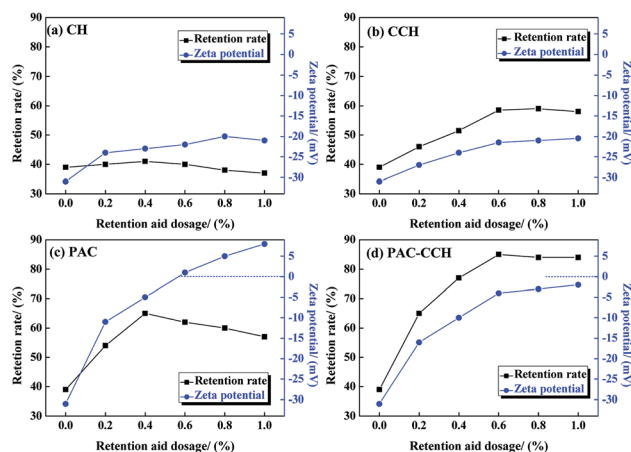 (a) CH
Retention rate
Zeta potential
Retention rate/ (%)
90
80
70
60
50
40
30
5
0
-5
-10
-15
-20
-25
-30
Zeta potential/ (mV)
0.0 0.2 0.4 0.6 0.8 1.0
Retention aid dosage/ (%)
(b) CCH
Retention rate
Zeta potential
Retention rate/ (%)
90
80
70
60
50
40
30
5
0
-5
-10
-15
-20
-25
-30
Zeta potential/ (mV)
0.0 0.2 0.4 0.6 0.8 1.0
Retention aid dosage/ (%)
(c) PAC
Retention rate
Zeta potential
Retention rate/ (%)
90
80
70
60
50
40
30
5
0
-5
-10
-15
-20
-25
-30
Zeta potential/ (mV)
0.0 0.2 0.4 0.6 0.8 1.0
Retention aid dosage/ (%)
(d) PAC-CCH
Retention rate
Zeta potential
Retention rate/ (%)
90
80
70
60
50
40
30
5
0
-5
-10
-15
-20
-25
-30
Zeta potential/ (mV)
0.0 0.2 0.4 0.6 0.8 1.0
Retention aid dosage/ (%)